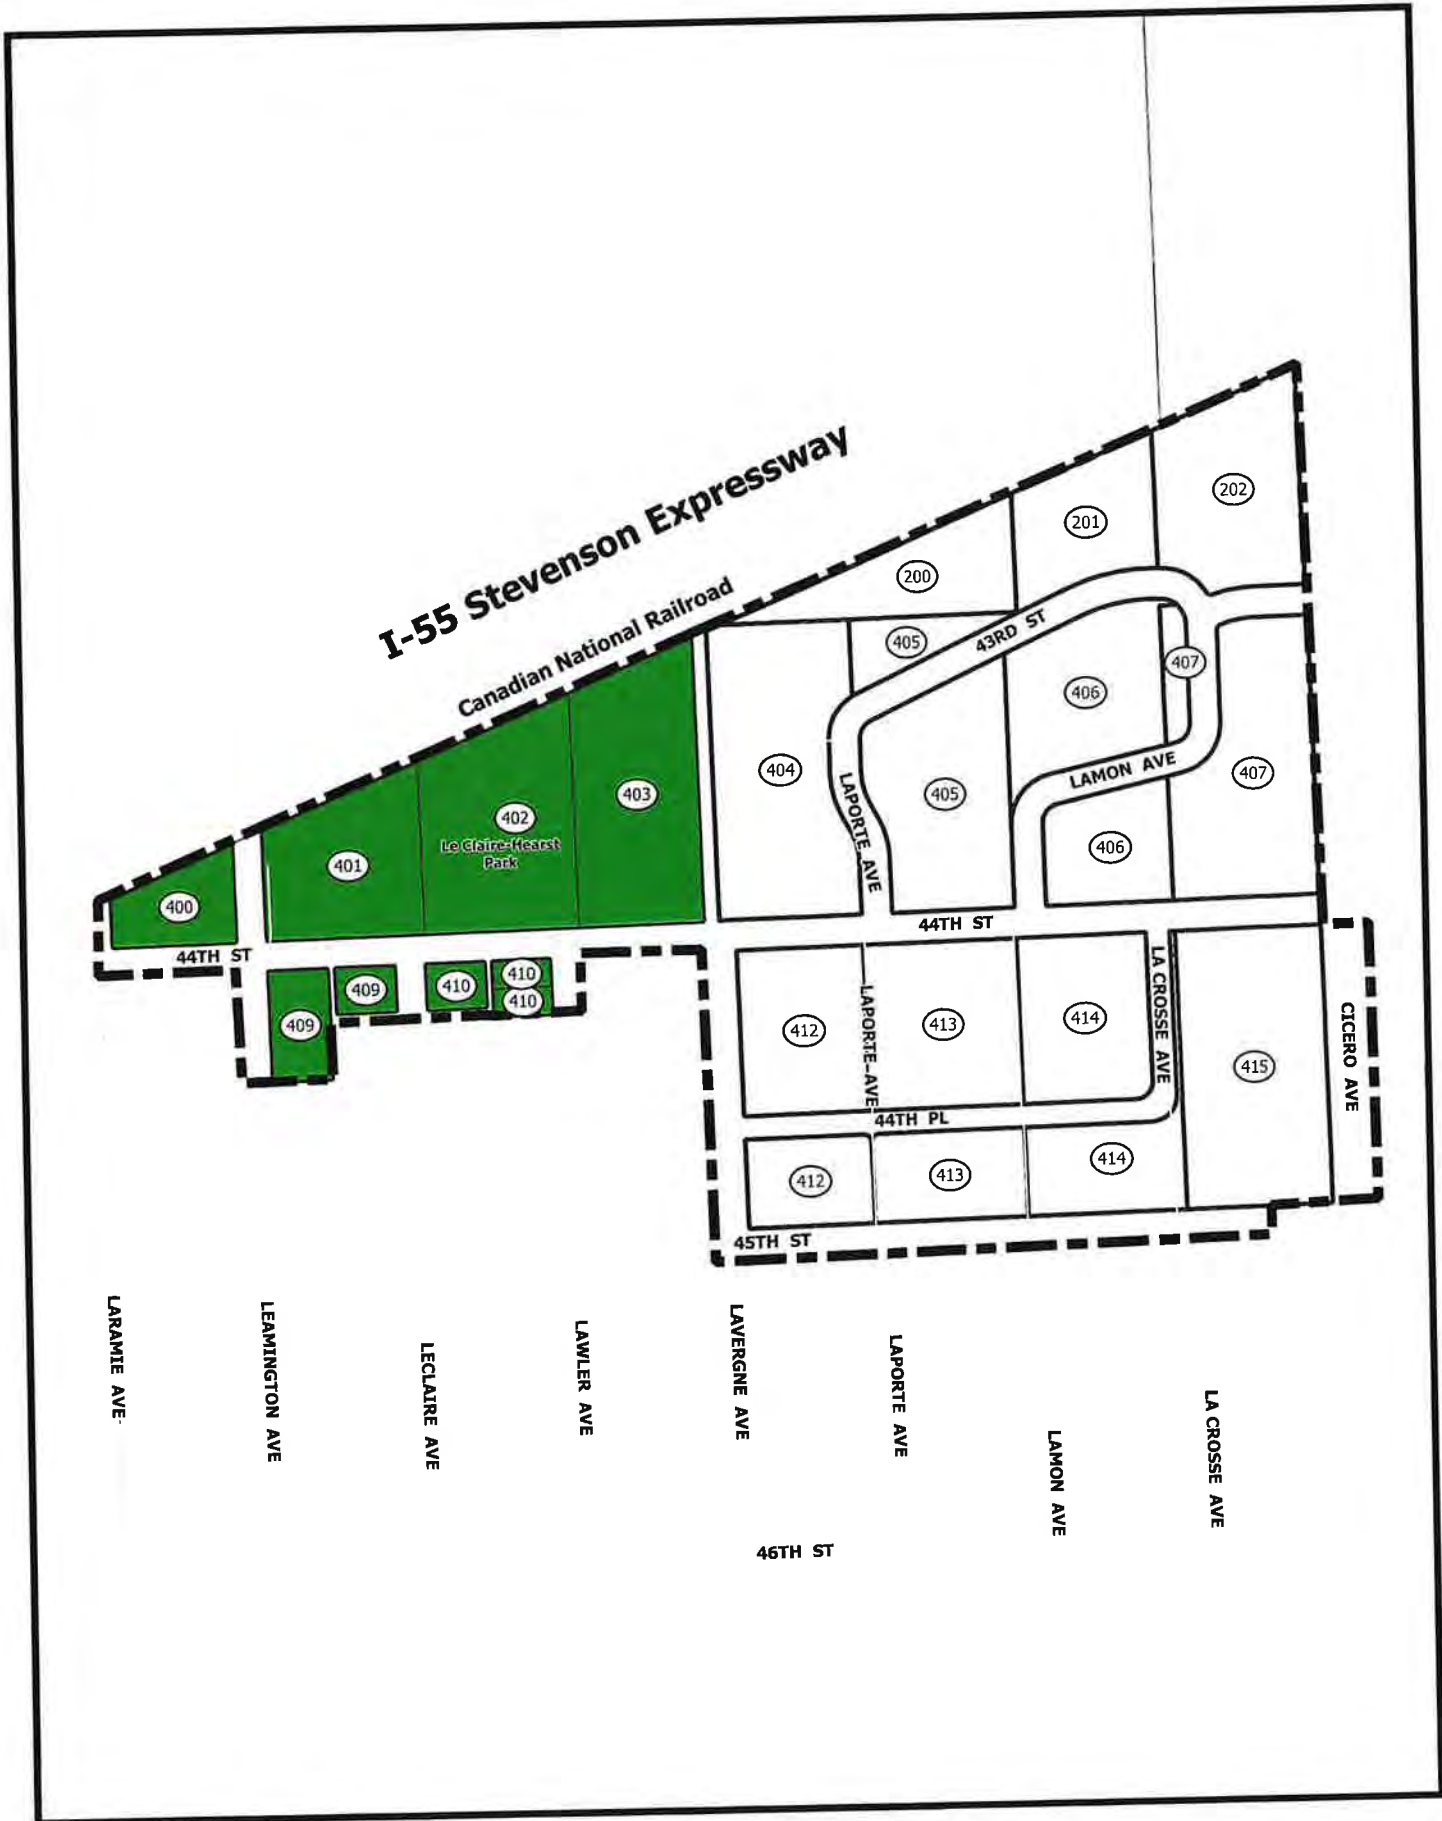 I-55 Stevenson Expressway
Canadian National Railroad
202
201
200
405
43RD ST
407
406
404
405
LAMON AVE
407
403
402
Le Claire-Hearst
Park
LAPORTE AVE
406
401
400
44TH ST
44TH ST
409
410
410
410
409
412
LAPORTE AVE
413
414
LA CROSSE AVE
415
CICERO AVE
44TH PL
412
413
414
45TH ST
LARAMIE AVE
LEAMINGTON AVE
LECLAIRE AVE
LAWLER AVE
LAVERGNE AVE
LAPORTE AVE
LAMON AVE
LA CROSSE AVE
46TH ST